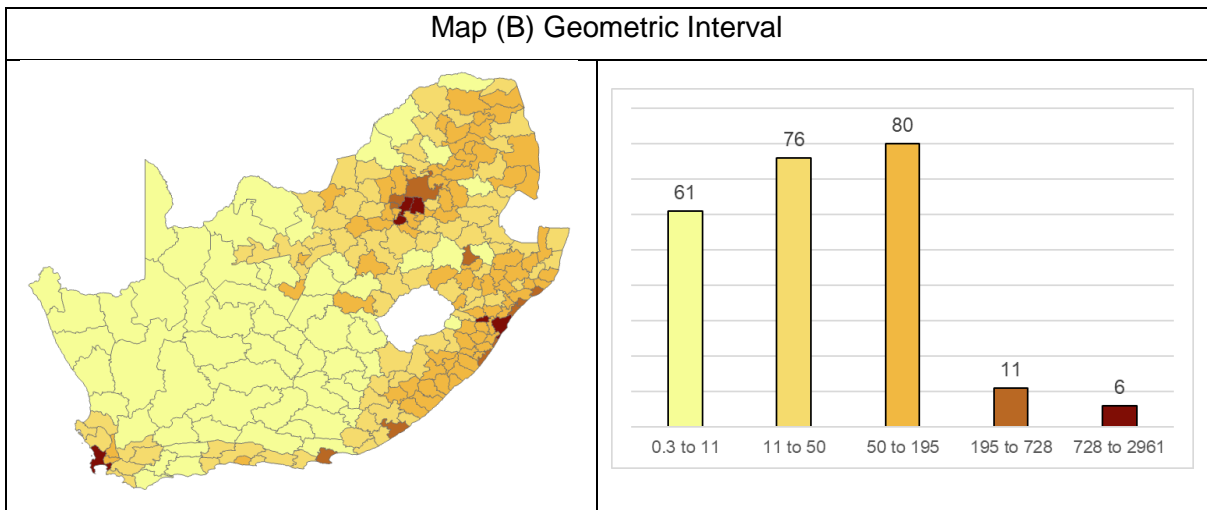 Map (B) Geometric Interval
61
76
80
11
6
0.3 to 11
11 to 50
50 to 195
195 to 728
728 to 2961